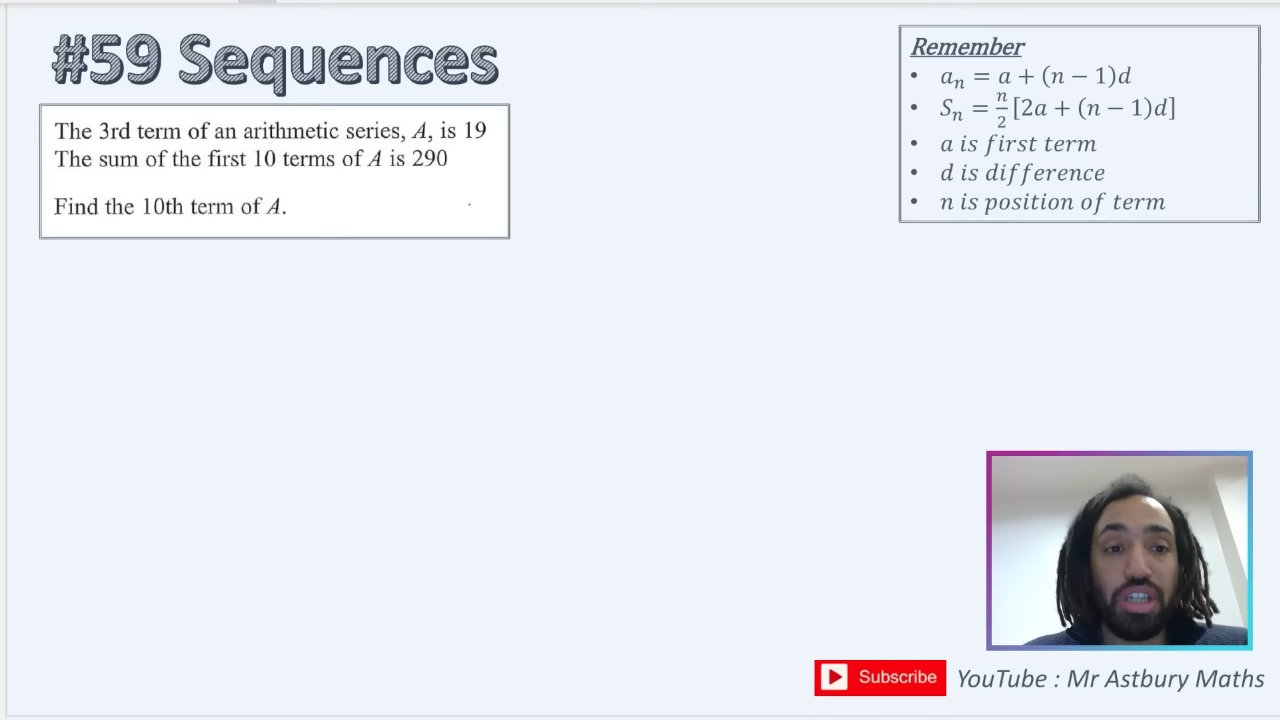 #59 Sequences
The 3rd term of an arithmetic series, A, is 19
The sum of the first 10 terms of A is 290
Find the 10th term of A.
Remember
• aₙ = a + (n − 1)d
• Sₙ = n/2 [2a + (n − 1)d]
• a is first term
• d is difference
• n is position of term
Subscribe
YouTube : Mr Astbury Maths